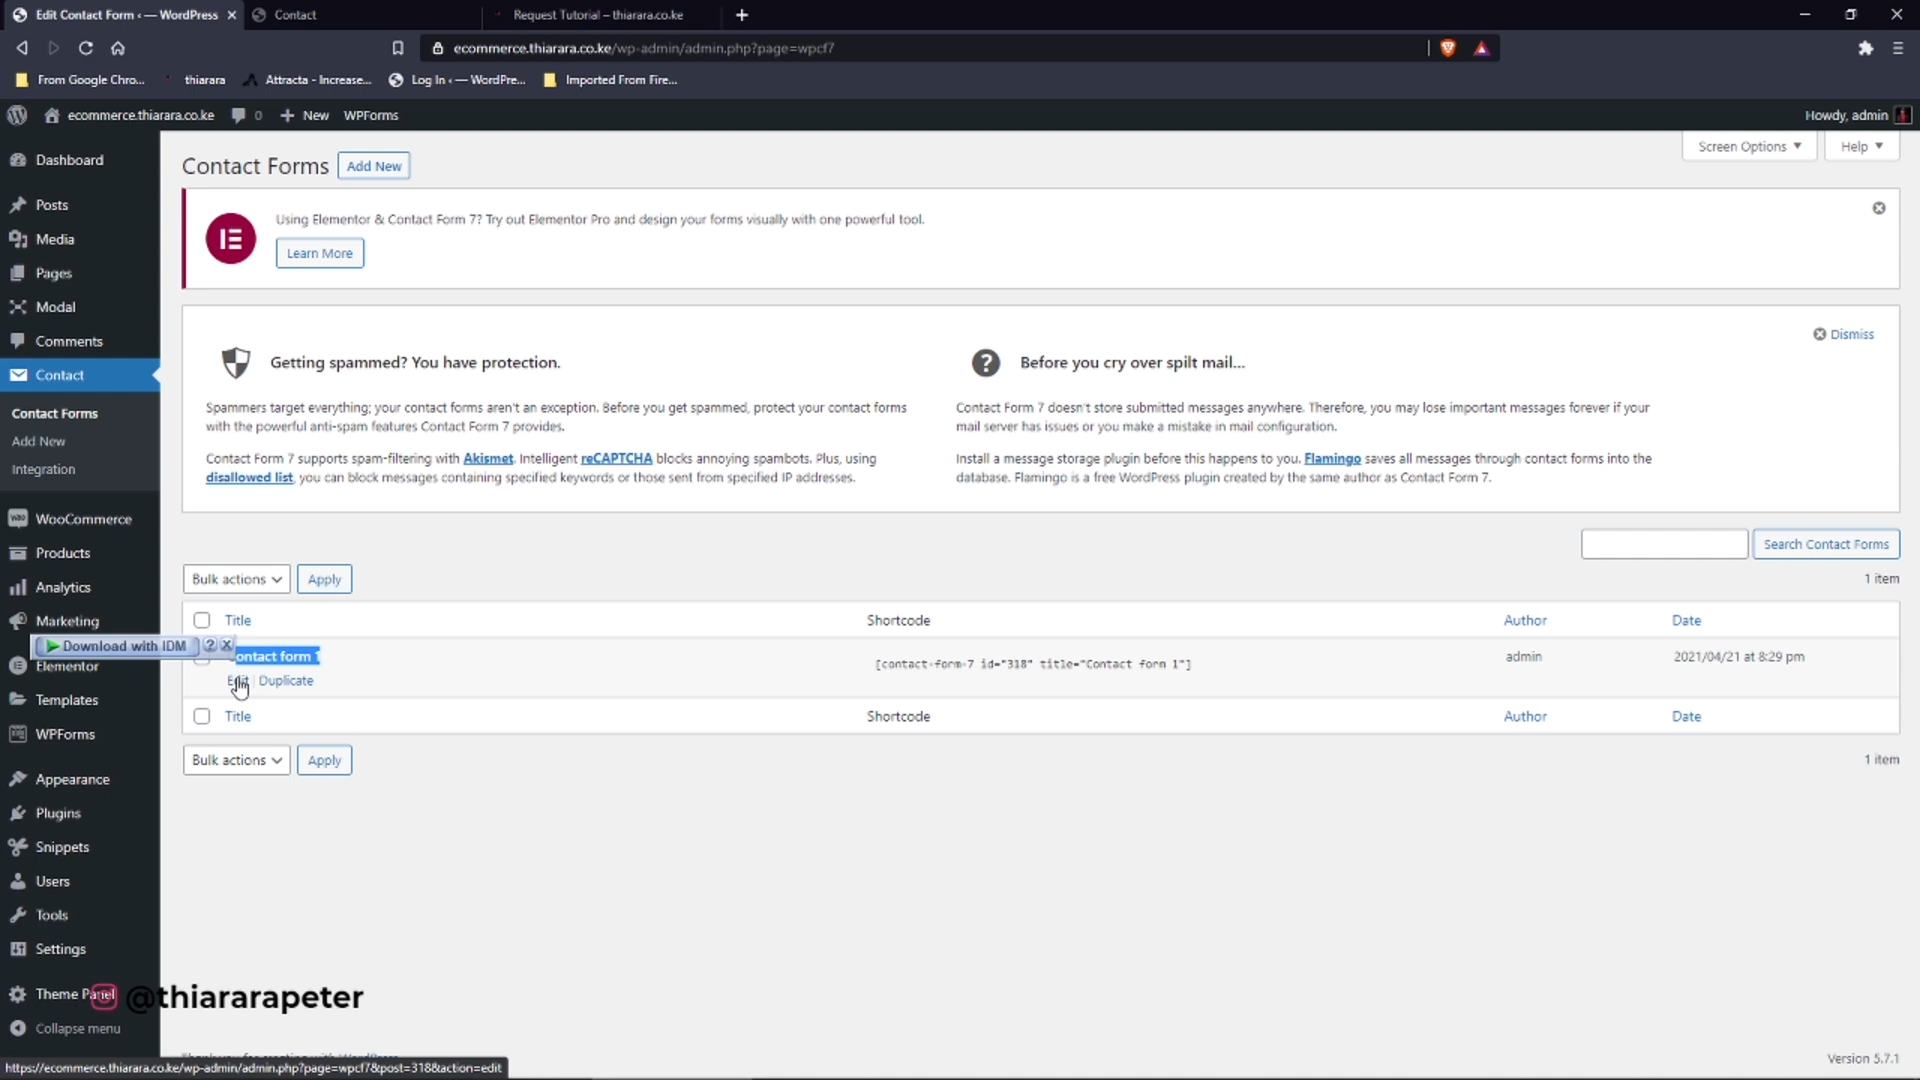 Edit Contact Form ‹ — WordPress
Contact
Request Tutorial – thiarara.co.ke
ecommerce.thiarara.co.ke/wp-admin/admin.php?page=wpcf7
From Google Chro...
thiarara
Attracta - Increase...
Log In ‹ — WordPre...
Imported From Fire...
ecommerce.thiarara.co.ke
0
New
WPForms
Howdy, admin
Dashboard
Posts
Media
Pages
Modal
Comments
Contact
Contact Forms
Add New
Integration
WooCommerce
Products
Analytics
Marketing
Elementor
Templates
WPForms
Appearance
Plugins
Snippets
Users
Tools
Settings
Collapse menu
Contact Forms
Add New
Screen Options
Help
Using Elementor & Contact Form 7? Try out Elementor Pro and design your forms visually with one powerful tool.
Learn More
Dismiss
Getting spammed? You have protection.
Spammers target everything; your contact forms aren't an exception. Before you get spammed, protect your contact forms
with the powerful anti-spam features Contact Form 7 provides.
Contact Form 7 supports spam-filtering with Akismet. Intelligent reCAPTCHA blocks annoying spambots. Plus, using
disallowed list, you can block messages containing specified keywords or those sent from specified IP addresses.
Before you cry over spilt mail...
Contact Form 7 doesn't store submitted messages anywhere. Therefore, you may lose important messages forever if your
mail server has issues or you make a mistake in mail configuration.
Install a message storage plugin before this happens to you. Flamingo saves all messages through contact forms into the
database. Flamingo is a free WordPress plugin created by the same author as Contact Form 7.
Search Contact Forms
Bulk actions
Apply
1 item
Title
Shortcode
Author
Date
Download with IDM
?
contact form 1
[contact-form-7 id="318" title="Contact form 1"]
admin
2021/04/21 at 8:29 pm
Edit | Duplicate
Title
Shortcode
Author
Date
Bulk actions
Apply
1 item
Theme Panel
@thiararapeter
https://ecommerce.thiarara.co.ke/wp-admin/admin.php?page=wpcf7&post=318&action=edit
Version 5.7.1